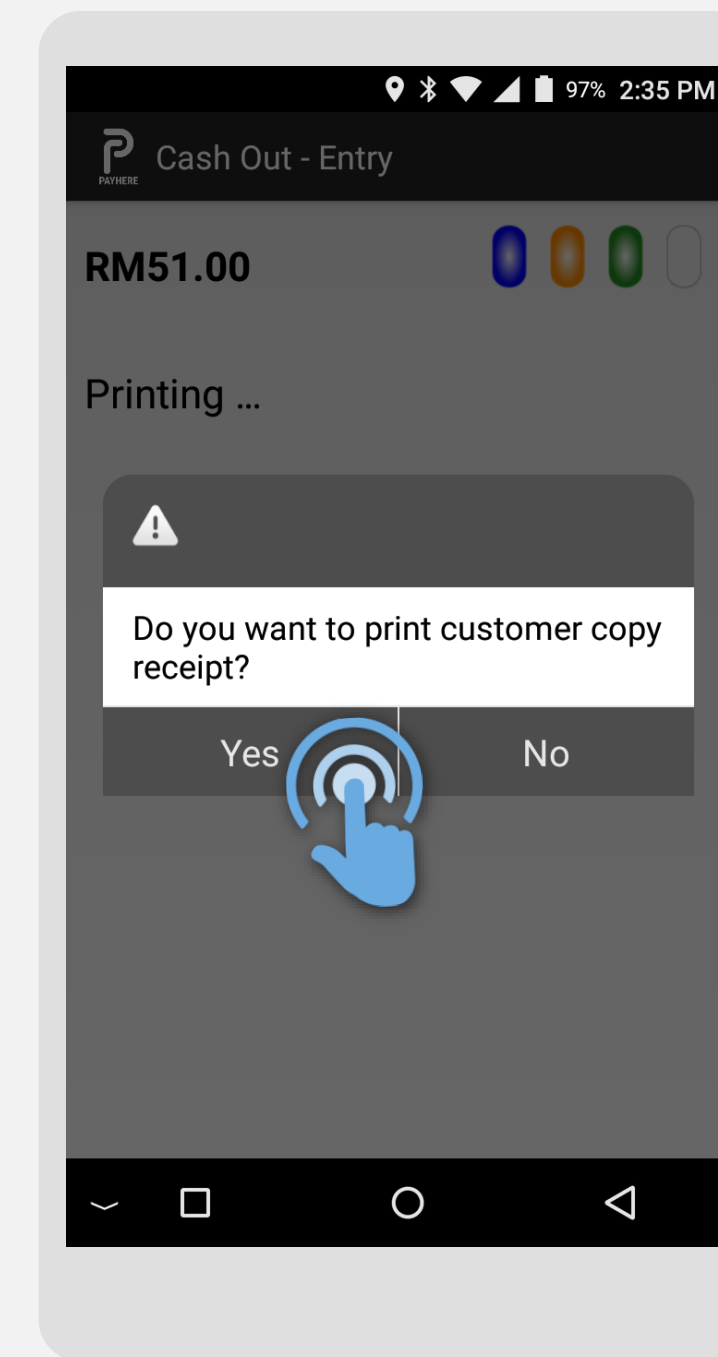 97% 2:35 PM
PAYHERE
Cash Out - Entry
RM51.00
Printing ...
Do you want to print customer copy
receipt?
Yes No